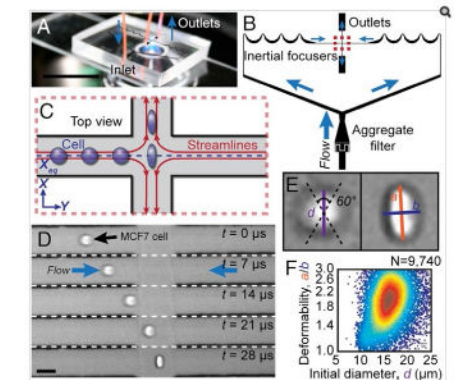 A
Outlets
Inlet
B
Outlets
Inertial focusers
Flow
Aggregate
filter
C
Top view
Cell
Streamlines
Xeq
X
Y
D
MCF7 cell
t = 0 µs
Flow
t = 7 µs
t = 14 µs
t = 21 µs
t = 28 µs
E
60°
d
a
b
F
N=9,740
Deformability, a/b
3.0
2.6
2.2
1.8
1.4
1.0
5 10 15 20 25
Initial diameter, d (µm)